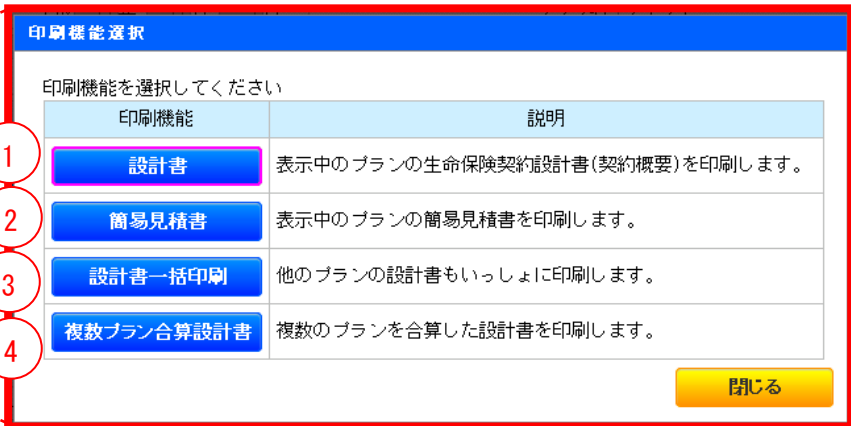 印刷機能選択
印刷機能を選択してください
印刷機能 説明
1 設計書 表示中のプランの生命保険契約設計書(契約概要)を印刷します。
2 簡易見積書 表示中のプランの簡易見積書を印刷します。
3 設計書一括印刷 他のプランの設計書もいっしょに印刷します。
4 複数プラン合算設計書 複数のプランを合算した設計書を印刷します。
閉じる